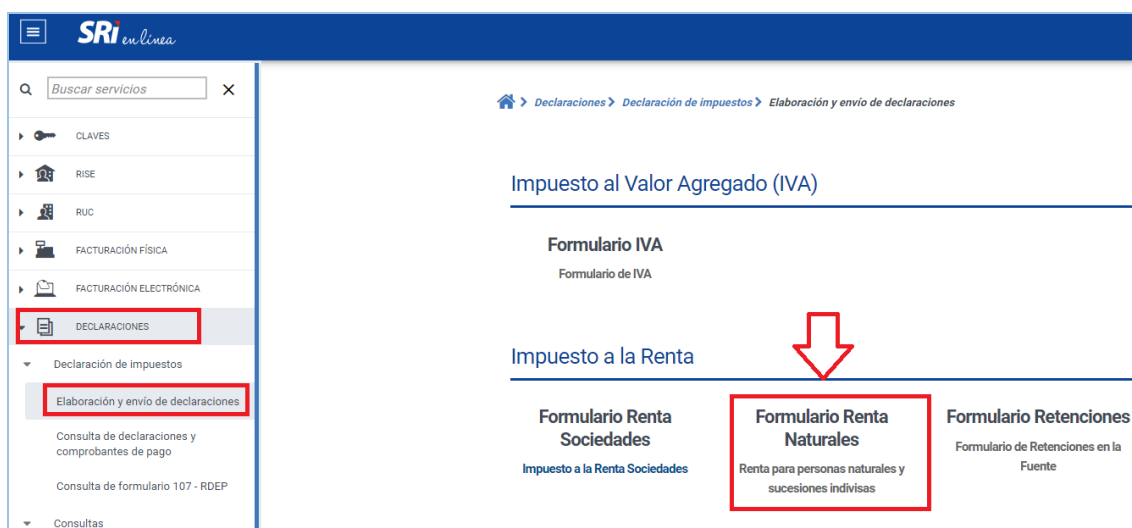 SRi en línea
Buscar servicios
CLAVES
RISE
RUC
FACTURACIÓN FÍSICA
FACTURACIÓN ELECTRÓNICA
DECLARACIONES
Declaración de impuestos
Elaboración y envío de declaraciones
Consulta de declaraciones y
comprobantes de pago
Consulta de formulario 107 - RDEP
Consultas
Declaraciones > Declaración de impuestos > Elaboración y envío de declaraciones
Impuesto al Valor Agregado (IVA)
Formulario IVA
Formulario de IVA
Impuesto a la Renta
Formulario Renta
Sociedades
Impuesto a la Renta Sociedades
Formulario Renta
Naturales
Renta para personas naturales y
sucesiones indivisas
Formulario Retenciones
Formulario de Retenciones en la
Fuente